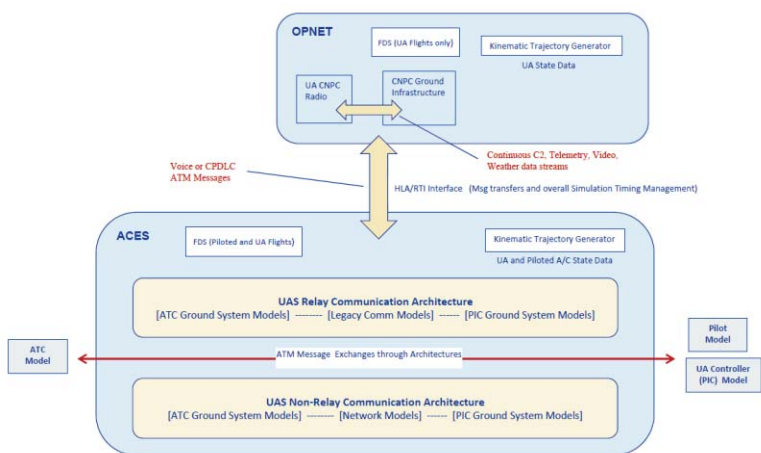 OPNET
FDS (UA Flights only)
Kinematic Trajectory Generator
UA State Data
UA CNPC
Radio
CNPC Ground
Infrastructure
Voice or CPDLC
ATM Messages
Continuous C2, Telemetry, Video,
Weather data streams
HLA/RTI Interface (Msg transfers and overall Simulation Timing Management)
ACES
FDS (Piloted and UA Flights)
Kinematic Trajectory Generator
UA and Piloted A/C State Data
UAS Relay Communication Architecture
[ATC Ground System Models] -------- [Legacy Comm Models] ------ [PIC Ground System Models]
ATC
Model
ATM Message Exchanges through Architectures
Pilot
Model
UA Controller
(PIC) Model
UAS Non-Relay Communication Architecture
[ATC Ground System Models] --------- [Network Models] ------ [PIC Ground System Models]